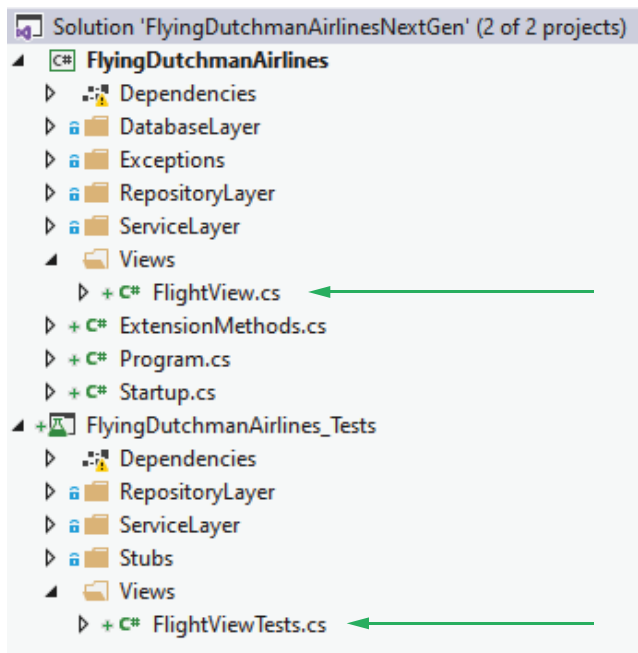 Solution 'FlyingDutchmanAirlinesNextGen' (2 of 2 projects)
C# FlyingDutchmanAirlines
Dependencies
DatabaseLayer
Exceptions
RepositoryLayer
ServiceLayer
Views
+ C# FlightView.cs
+ C# ExtensionMethods.cs
+ C# Program.cs
+ C# Startup.cs
+ FlyingDutchmanAirlines_Tests
Dependencies
RepositoryLayer
ServiceLayer
Stubs
Views
+ C# FlightViewTests.cs